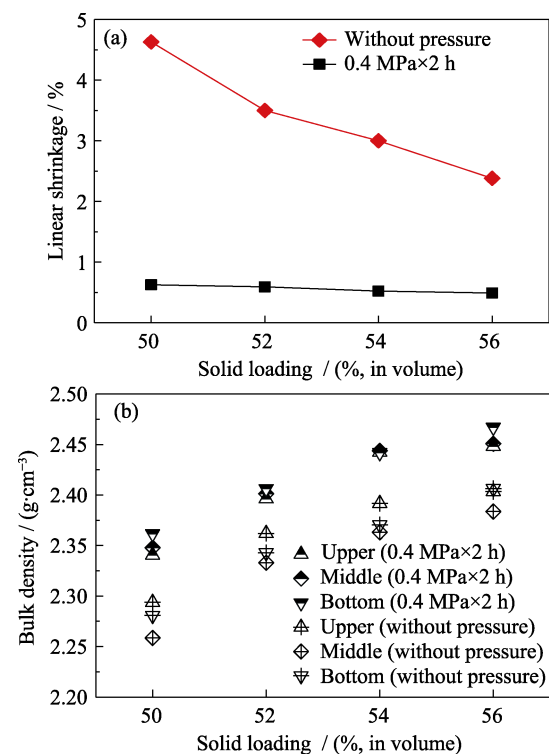 (a)
Without pressure
0.4 MPa×2 h
5
4
3
2
1
0
Linear shrinkage / %
50 52 54 56
Solid loading / (%, in volume)
(b)
2.50
2.45
2.40
2.35
2.30
2.25
2.20
Bulk density / (g·cm⁻³)
Upper (0.4 MPa×2 h)
Middle (0.4 MPa×2 h)
Bottom (0.4 MPa×2 h)
Upper (without pressure)
Middle (without pressure)
Bottom (without pressure)
50 52 54 56
Solid loading / (%, in volume)